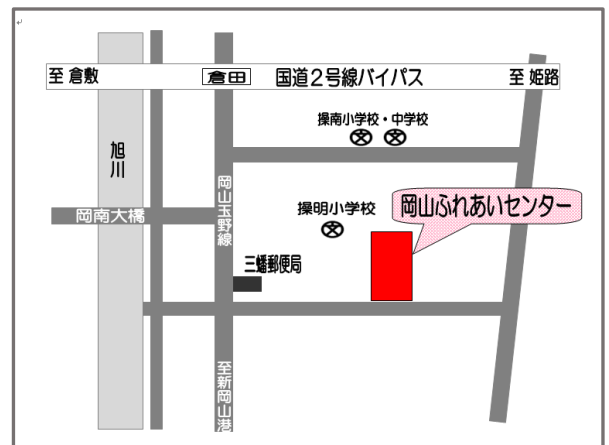 至 倉敷
倉田
国道2号線バイパス
至 姫路
操南小学校・中学校
旭川
岡山玉野線
岡南大橋
操明小学校
岡山ふれあいセンター
三蟠郵便局
至新岡山港